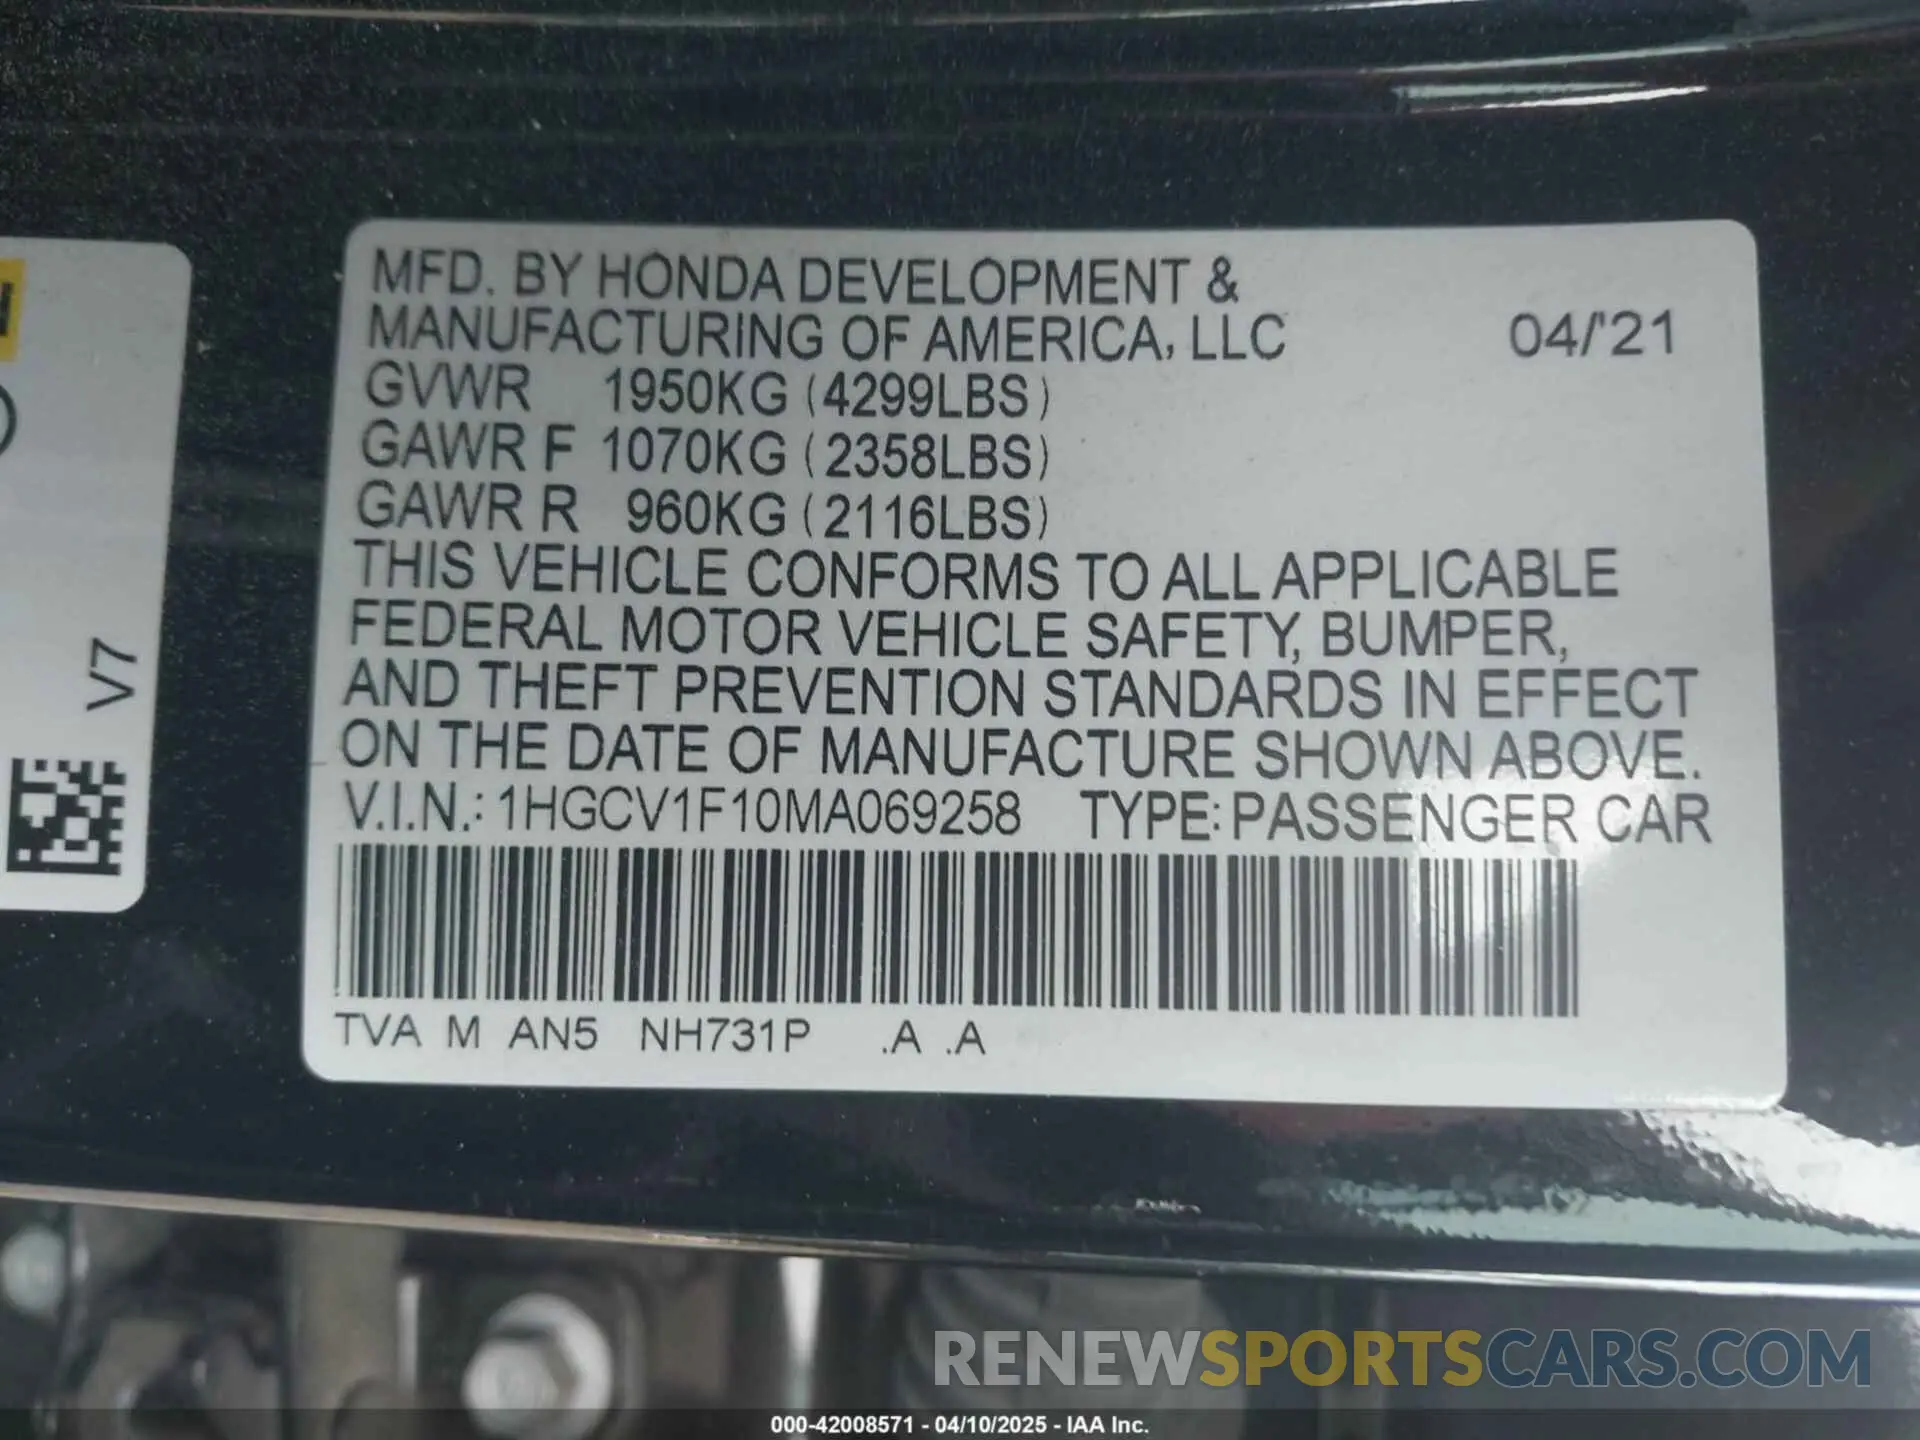 MFD. BY HONDA DEVELOPMENT &
MANUFACTURING OF AMERICA, LLC 04/'21
GVWR 1950KG (4299LBS)
GAWR F 1070KG (2358LBS)
GAWR R 960KG (2116LBS)
THIS VEHICLE CONFORMS TO ALL APPLICABLE
FEDERAL MOTOR VEHICLE SAFETY, BUMPER,
AND THEFT PREVENTION STANDARDS IN EFFECT
ON THE DATE OF MANUFACTURE SHOWN ABOVE.
V.I.N.: 1HGCV1F10MA069258 TYPE: PASSENGER CAR
TVA M AN5 NH731P .A .A
V7
RENEWSPORTSCARS.COM
000-42008571 - 04/10/2025 - IAA Inc.